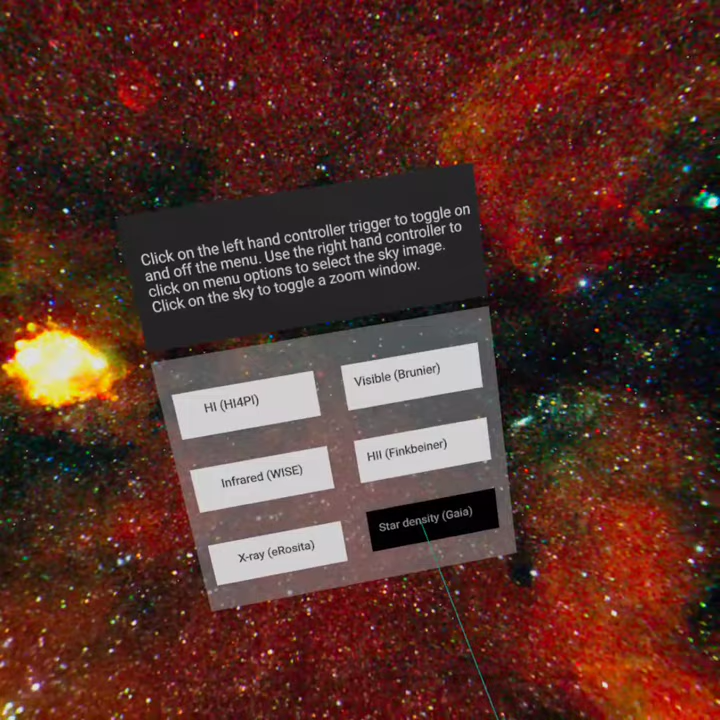 Click on the left hand controller trigger to toggle on
and off the menu. Use the right hand controller to
click on menu options to select the sky image.
Click on the sky to toggle a zoom window.
HI (HI4PI)
Visible (Brunier)
Infrared (WISE)
HII (Finkbeiner)
X-ray (eRosita)
Star density (Gaia)